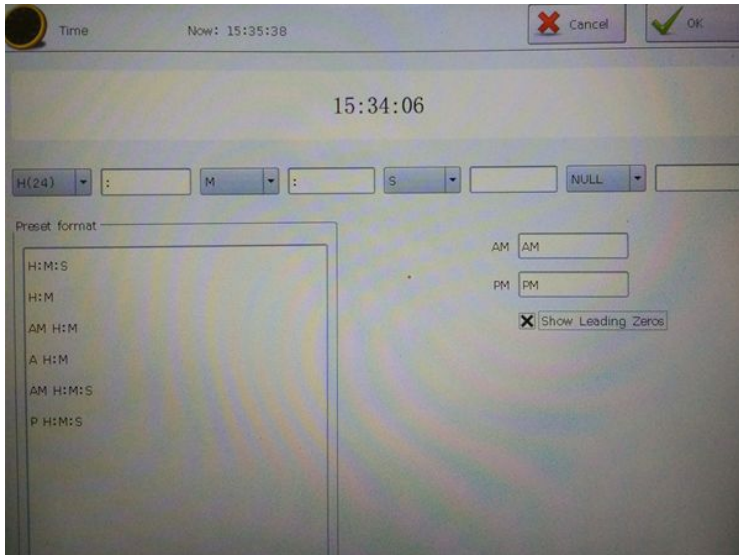 Time Now: 15:35:38 Cancel OK
15:34:06
H(24) : M : S NULL
Preset format
H:M:S
H:M
AM H:M
A H:M
AM H:M:S
P H:M:S
AM AM
PM PM
Show Leading Zeros